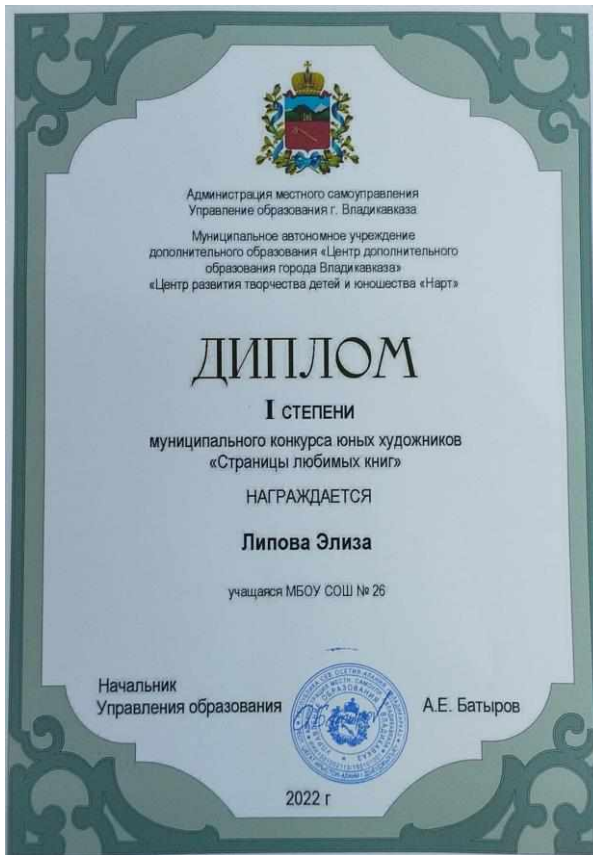 Администрация местного самоуправления
Управление образования г. Владикавказа
Муниципальное автономное учреждение
дополнительного образования «Центр дополнительного
образования города Владикавказа»
«Центр развития творчества детей и юношества «Нарт»
ДИПЛОМ
I СТЕПЕНИ
муниципального конкурса юных художников
«Страницы любимых книг»
НАГРАЖДАЕТСЯ
Липова Элиза
учащаяся МБОУ СОШ № 26
Начальник
Управления образования
А.Е. Батыров
2022 г